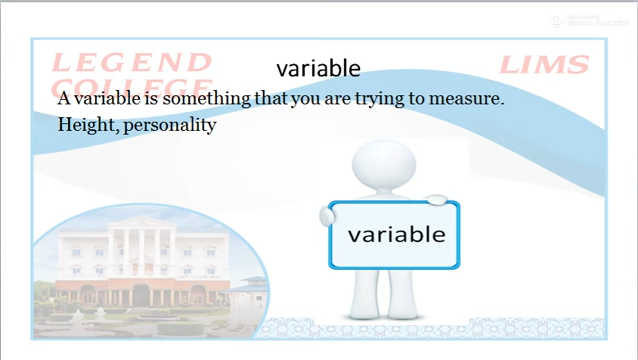 LEGEND
COLLEGE
LIMS
variable
A variable is something that you are trying to measure.
Height, personality
variable